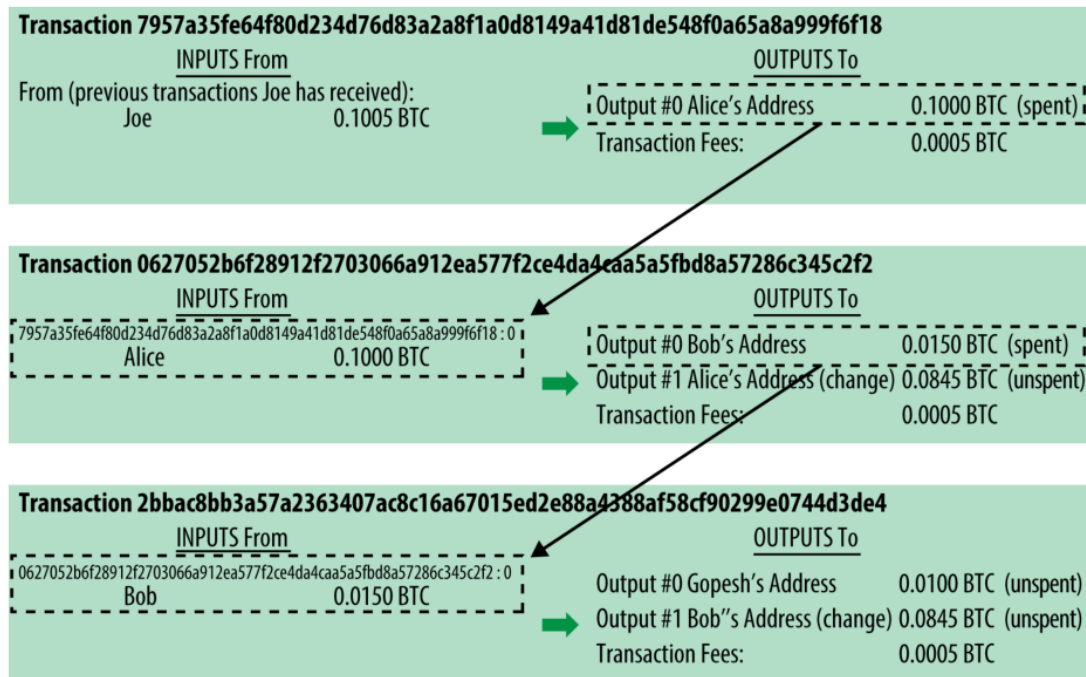 Transaction 7957a35fe64f80d234d76d83a2a8f1a0d8149a41d81de548f0a65a8a999f6f18
INPUTS From
OUTPUTS To
From (previous transactions Joe has received):
Joe 0.1005 BTC
Output #0 Alice's Address 0.1000 BTC (spent)
Transaction Fees: 0.0005 BTC
Transaction 0627052b6f28912f2703066a912ea577f2ce4da4caa5a5fbd8a57286c345c2f2
INPUTS From
OUTPUTS To
7957a35fe64f80d234d76d83a2a8f1a0d8149a41d81de548f0a65a8a999f6f18 : 0
Alice 0.1000 BTC
Output #0 Bob's Address 0.0150 BTC (spent)
Output #1 Alice's Address (change) 0.0845 BTC (unspent)
Transaction Fees: 0.0005 BTC
Transaction 2bbac8bb3a57a2363407ac8c16a67015ed2e88a4388af58cf90299e0744d3de4
INPUTS From
OUTPUTS To
0627052b6f28912f2703066a912ea577f2ce4da4caa5a5fbd8a57286c345c2f2 : 0
Bob 0.0150 BTC
Output #0 Gopesh's Address 0.0100 BTC (unspent)
Output #1 Bob''s Address (change) 0.0845 BTC (unspent)
Transaction Fees: 0.0005 BTC